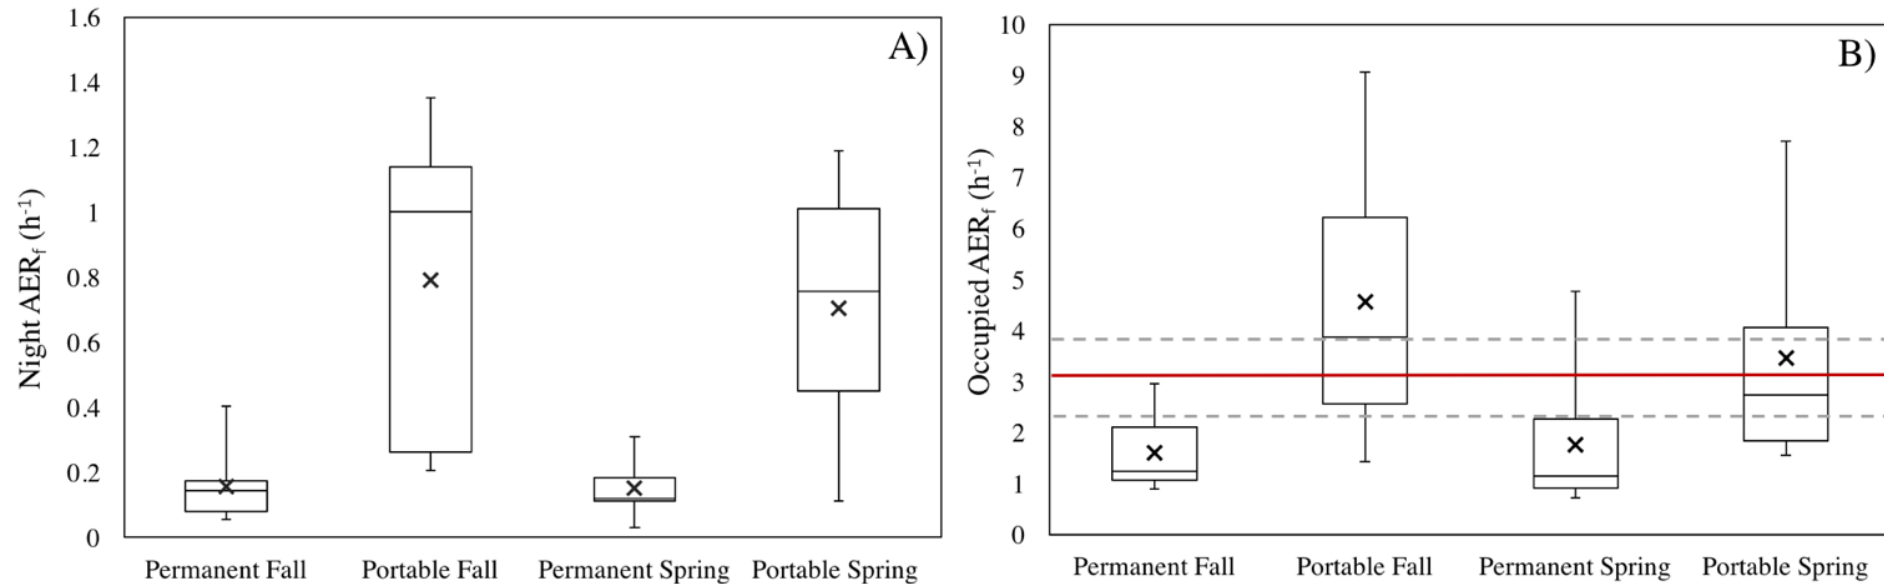 A)
Night AERf (h-1)
1.6
1.4
1.2
1
0.8
0.6
0.4
0.2
0
Permanent Fall
Portable Fall
Permanent Spring
Portable Spring
B)
Occupied AERf (h-1)
10
9
8
7
6
5
4
3
2
1
0
Permanent Fall
Portable Fall
Permanent Spring
Portable Spring